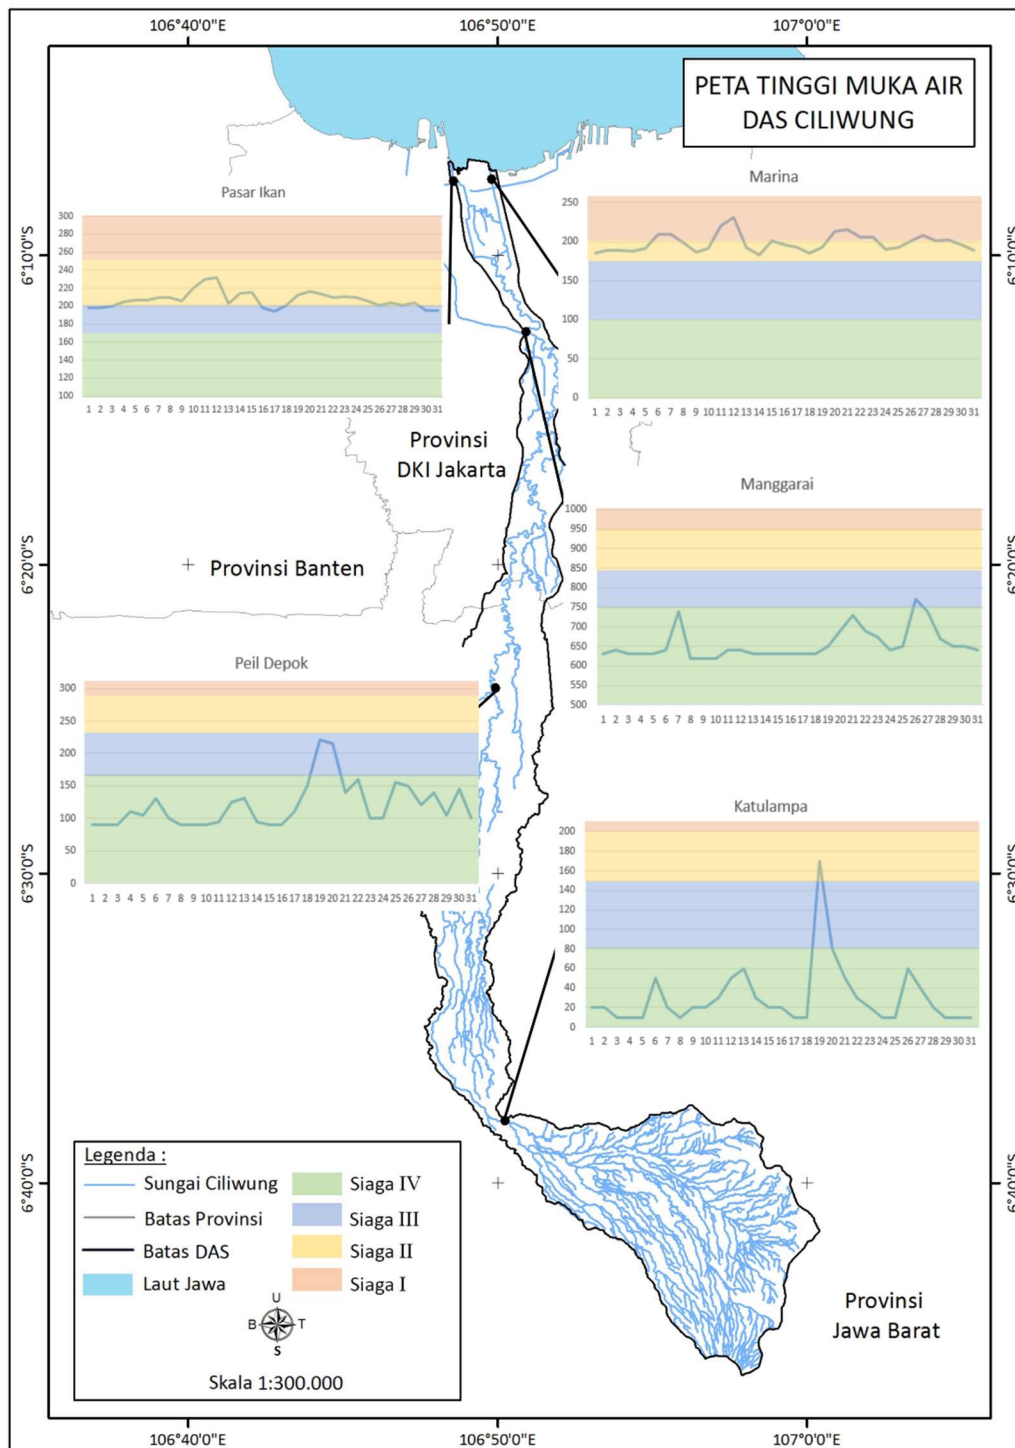 106°40'0"E
106°50'0"E
107°0'0"E
PETA TINGGI MUKA AIR
DAS CILIWUNG
Pasar Ikan
300
280
260
240
220
200
180
160
140
120
100
1 2 3 4 5 6 7 8 9 10 11 12 13 14 15 16 17 18 19 20 21 22 23 24 25 26 27 28 29 30 31
Marina
250
200
150
100
50
0
1 2 3 4 5 6 7 8 9 10 11 12 13 14 15 16 17 18 19 20 21 22 23 24 25 26 27 28 29 30 31
6°10'0"S
6°10'0"S
Provinsi
DKI Jakarta
Manggarai
1000
950
900
850
800
750
700
650
600
550
500
1 2 3 4 5 6 7 8 9 10 11 12 13 14 15 16 17 18 19 20 21 22 23 24 25 26 27 28 29 30 31
6°20'0"S
6°20'0"S
Provinsi Banten
Peil Depok
300
250
200
150
100
50
0
1 2 3 4 5 6 7 8 9 10 11 12 13 14 15 16 17 18 19 20 21 22 23 24 25 26 27 28 29 30 31
Katulampa
200
180
160
140
120
100
80
60
40
20
0
1 2 3 4 5 6 7 8 9 10 11 12 13 14 15 16 17 18 19 20 21 22 23 24 25 26 27 28 29 30 31
6°30'0"S
6°30'0"S
Legenda :
Sungai Ciliwung
Batas Provinsi
Batas DAS
Laut Jawa
Siaga IV
Siaga III
Siaga II
Siaga I
U
B T
S
Skala 1:300.000
6°40'0"S
6°40'0"S
Provinsi
Jawa Barat
106°40'0"E
106°50'0"E
107°0'0"E